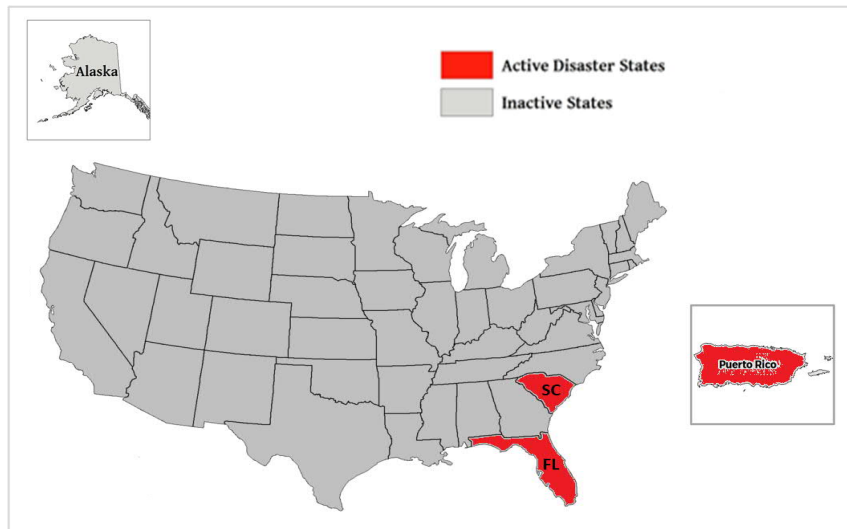 Alaska
Active Disaster States
Inactive States
Puerto Rico
SC
FL